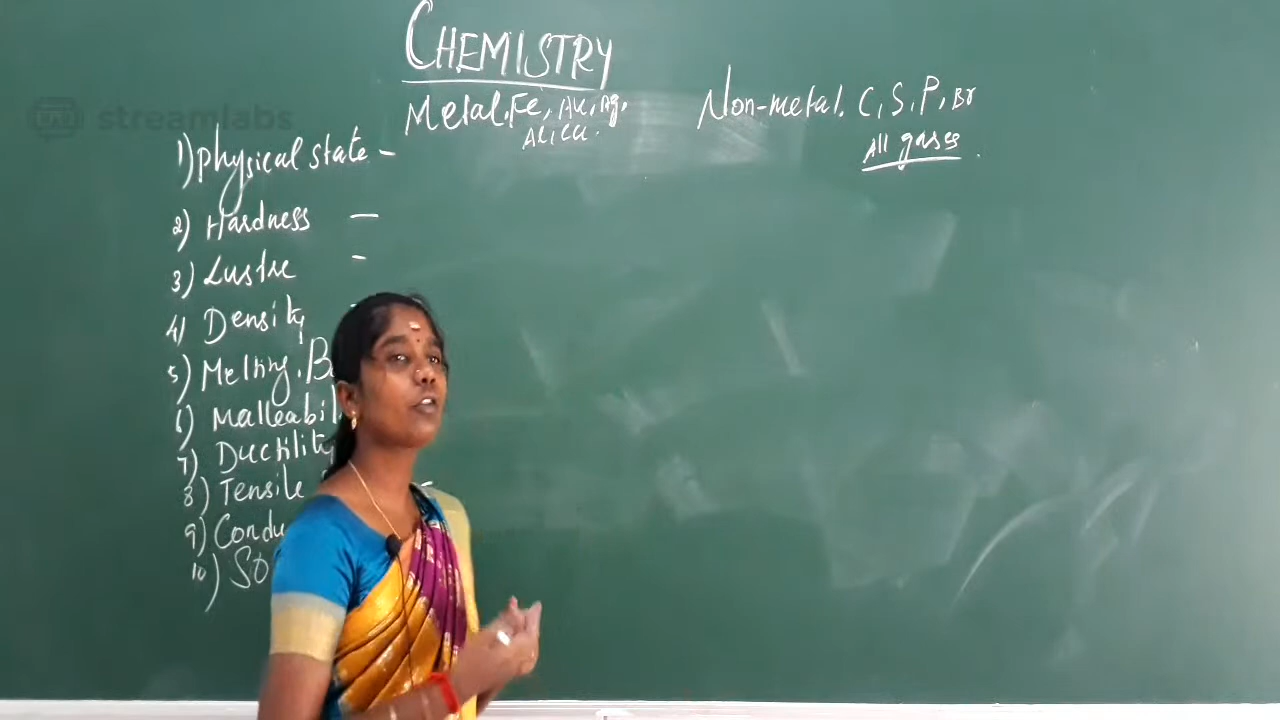 CHEMISTRY
streamlabs
Metal. Fe, Au, Ag,
Al, Cu.
Non-metal. C, S, P, Br
All gases.
1) Physical state -
2) Hardness -
3) Lustre -
4) Density
5) Melting.
6) Malleabil
7) Ductility
8) Tensile
9) Condu
10) So